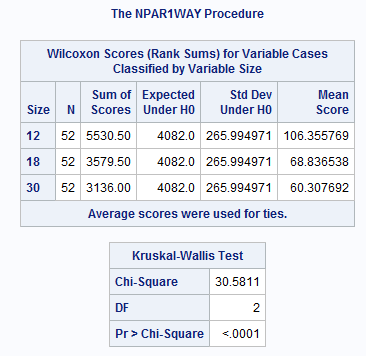 The NPAR1WAY Procedure
Wilcoxon Scores (Rank Sums) for Variable Cases
Classified by Variable Size
Size N Sum of Scores Expected Under H0 Std Dev Under H0 Mean Score
12 52 5530.50 4082.0 265.994971 106.355769
18 52 3579.50 4082.0 265.994971 68.836538
30 52 3136.00 4082.0 265.994971 60.307692
Average scores were used for ties.
Kruskal-Wallis Test
Chi-Square 30.5811
DF 2
Pr > Chi-Square <.0001